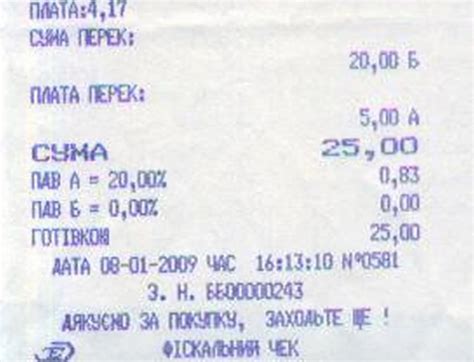 ПЛАТА:4,17
СУМА ПЕРЕК:
20,00 Б
ПЛАТА ПЕРЕК:
5,00 А
СУМА 25,00
ПДВ А = 20,00% 0,83
ПДВ Б = 0,00% 0,00
ГОТІВКОЮ 25,00
ДАТА 08-01-2009 ЧАС 16:13:10 №0581
З. Н. ББ00000243
ДЯКУЄМО ЗА ПОКУПКУ, ЗАХОДЬТЕ ЩЕ !
ФІСКАЛЬНИЙ ЧЕК